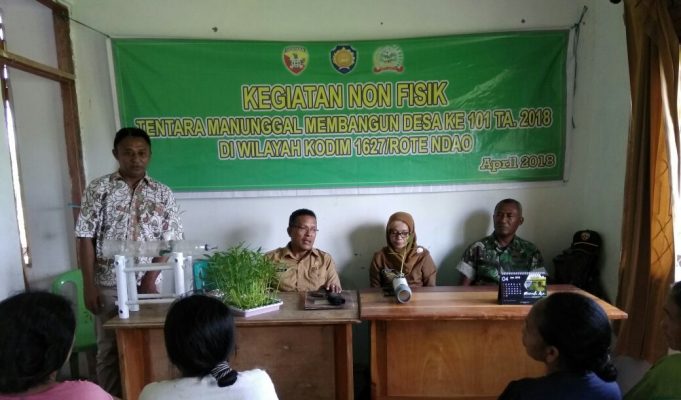 KEGIATAN NON FISIK
TENTARA MANUNGGAL MEMBANGUN DESA KE 101 TA. 2018
DI WILAYAH KODIM 1627/ROTE NDAO
April 2018
04